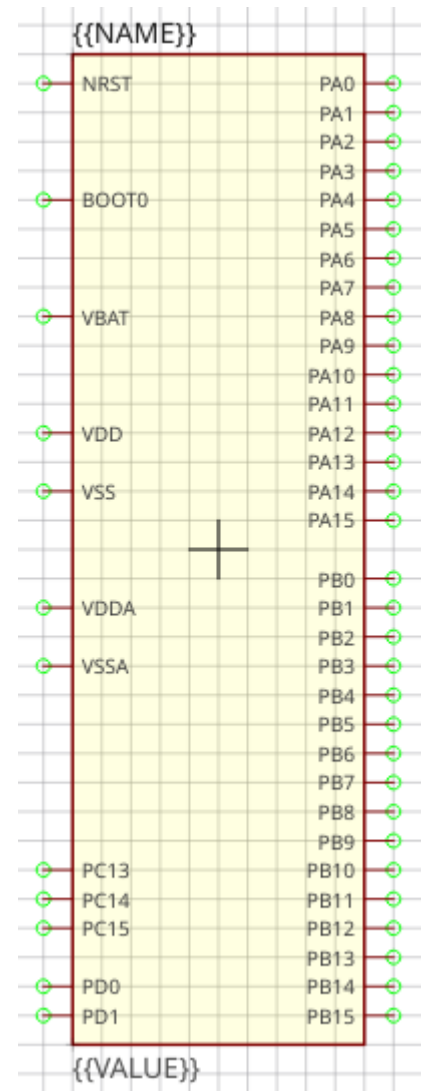 {{NAME}}
NRST PA0
PA1
PA2
PA3
BOOT0 PA4
PA5
PA6
PA7
VBAT PA8
PA9
PA10
PA11
VDD PA12
PA13
VSS PA14
PA15
PB0
VDDA PB1
PB2
VSSA PB3
PB4
PB5
PB6
PB7
PB8
PB9
PC13 PB10
PC14 PB11
PC15 PB12
PB13
PD0 PB14
PD1 PB15
{{VALUE}}